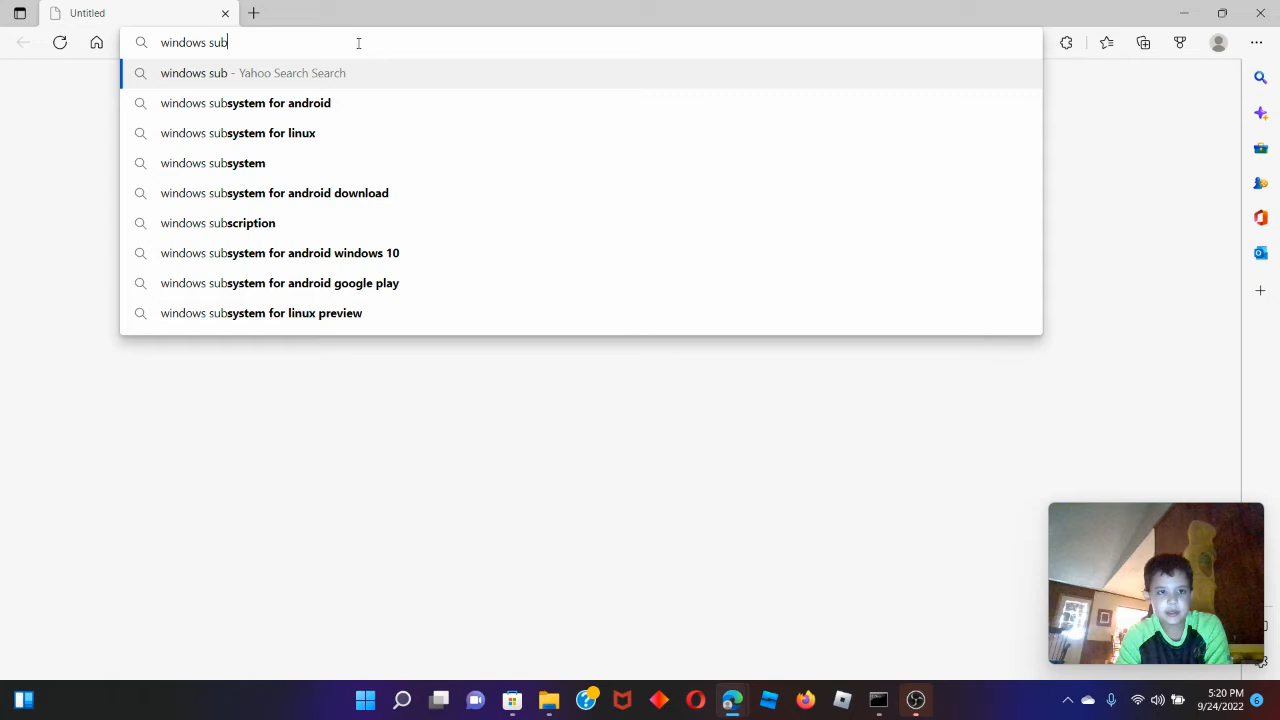 Untitled
windows sub
windows sub - Yahoo Search Search
windows subsystem for android
windows subsystem for linux
windows subsystem
windows subsystem for android download
windows subscription
windows subsystem for android windows 10
windows subsystem for android google play
windows subsystem for linux preview
5:20 PM
9/24/2022
6